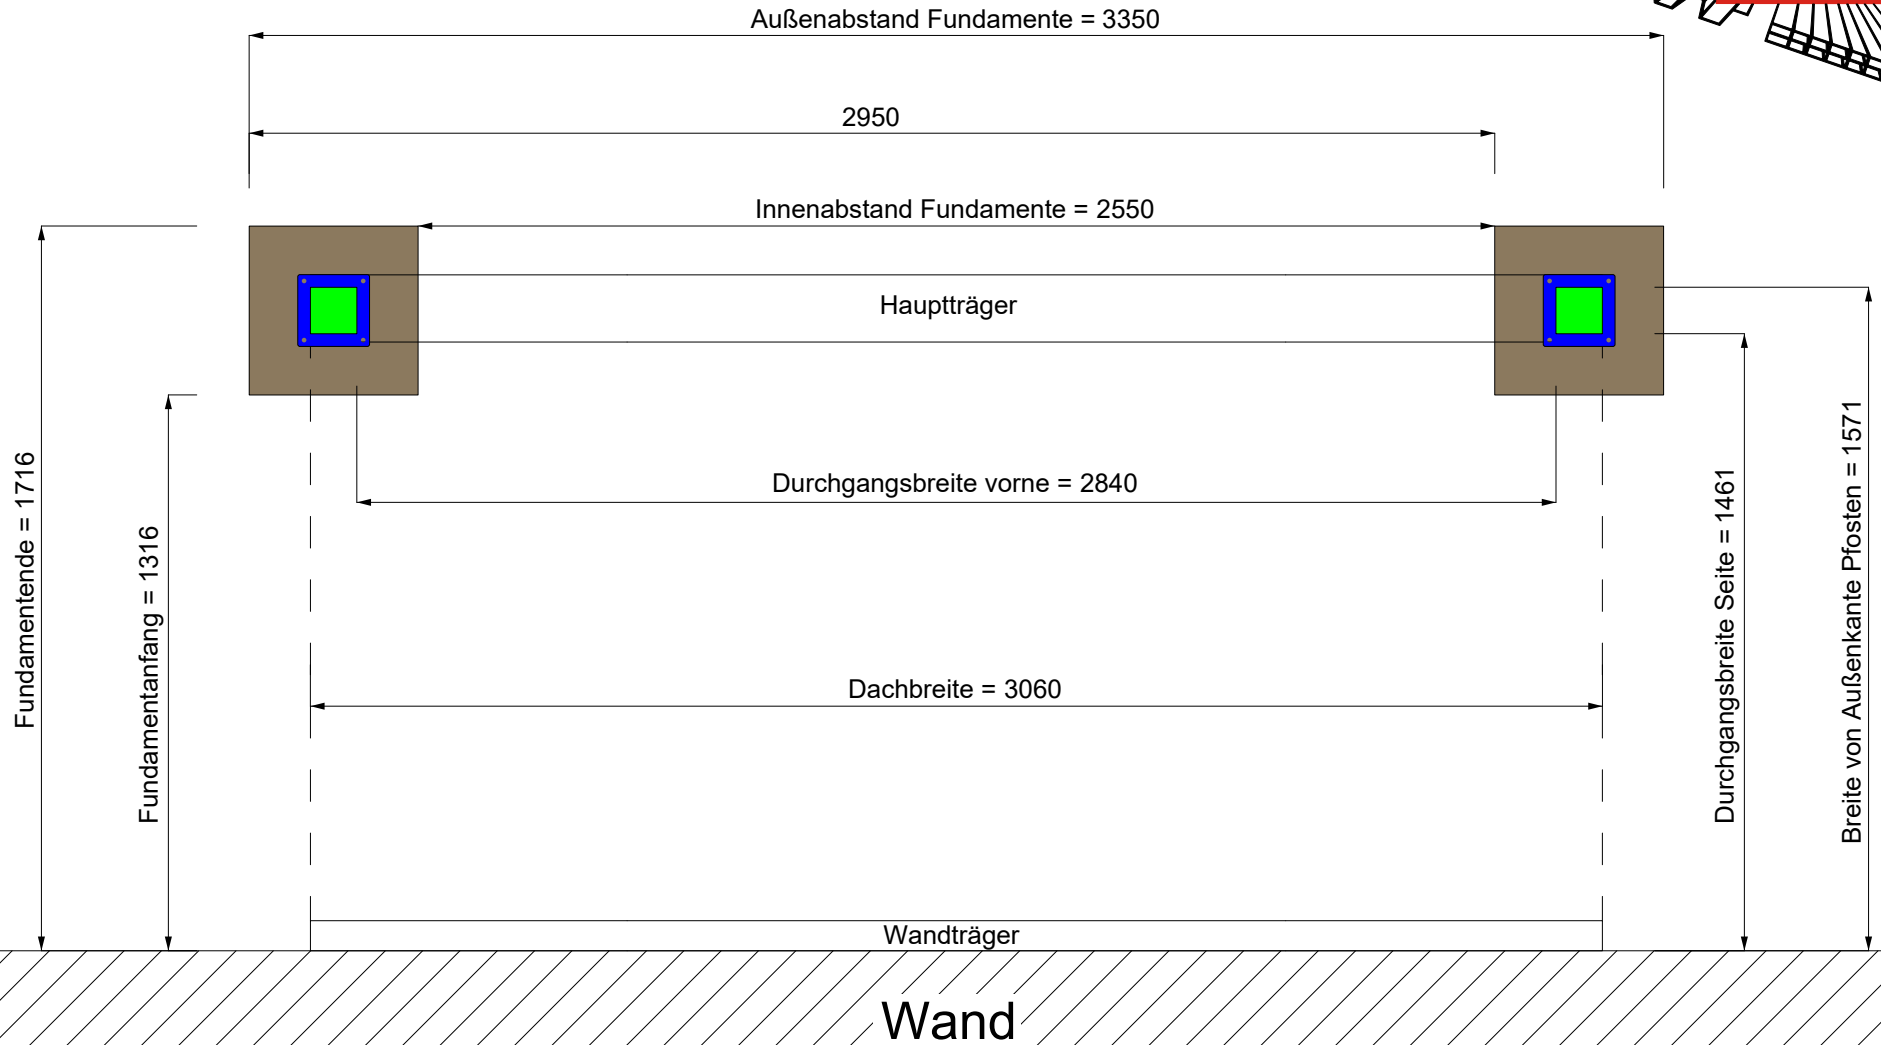 Außenabstand Fundamente = 3350
2950
Innenabstand Fundamente = 2550
Hauptträger
Durchgangsbreite vorne = 2840
Dachbreite = 3060
Fundamentende = 1716
Fundamentanfang = 1316
Durchgangsbreite Seite = 1461
Breite von Außenkante Pfosten = 1571
Wandträger
Wand